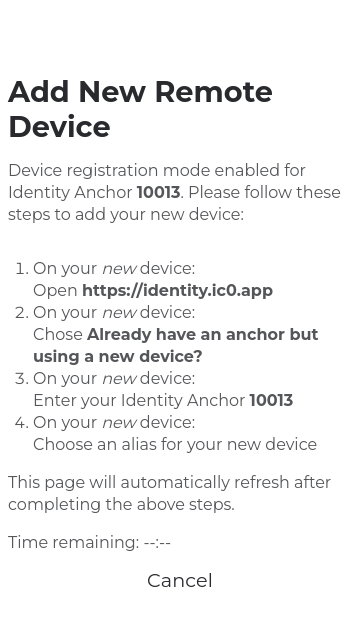 Add New Remote
Device
Device registration mode enabled for
Identity Anchor 10013. Please follow these
steps to add your new device:
1. On your new device:
Open https://identity.ic0.app
2. On your new device:
Chose Already have an anchor but
using a new device?
3. On your new device:
Enter your Identity Anchor 10013
4. On your new device:
Choose an alias for your new device
This page will automatically refresh after
completing the above steps.
Time remaining: --:--
Cancel